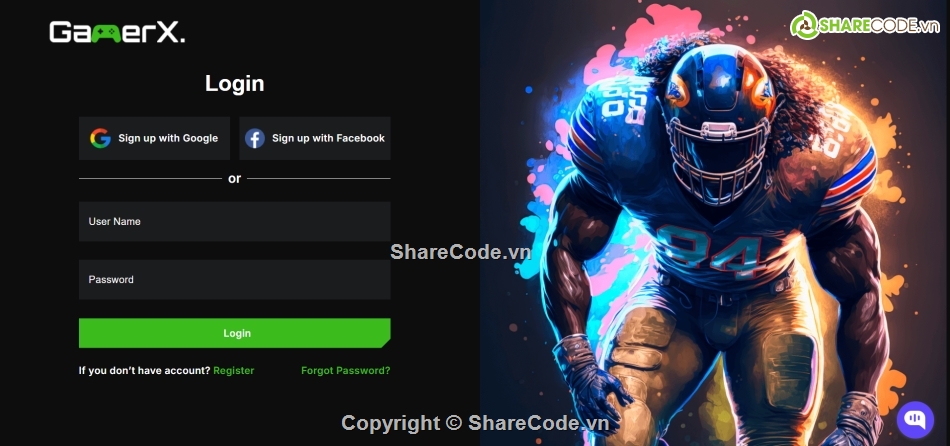 GamerX.
SHARECODE.vn
Login
Sign up with Google
Sign up with Facebook
or
User Name
ShareCode.vn
Password
Login
If you don’t have account? Register
Forgot Password?
Copyright © ShareCode.vn
94